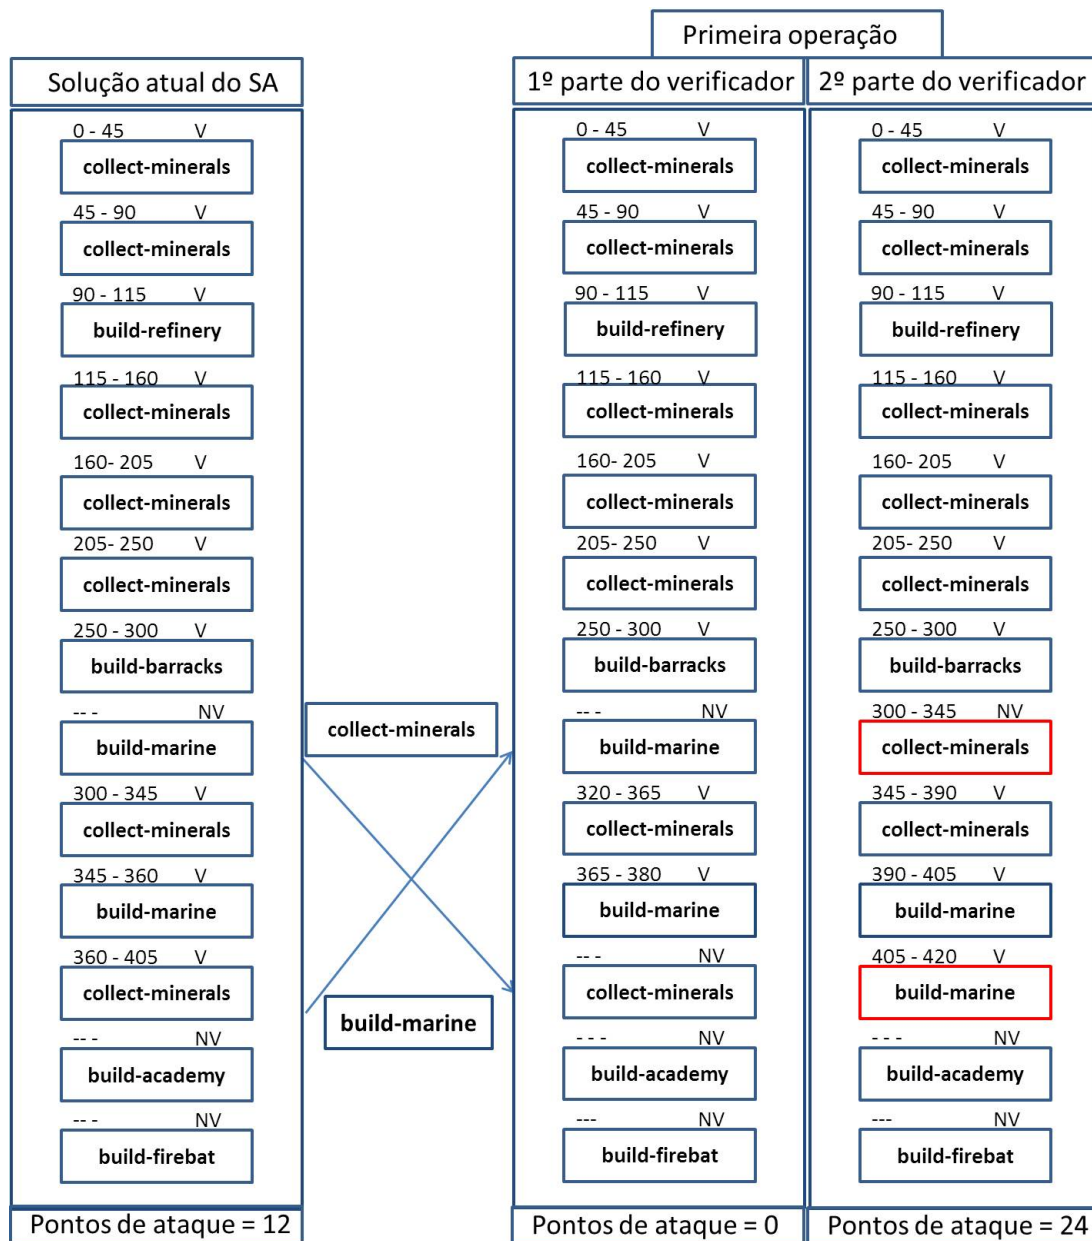 Primeira operação
Solução atual do SA
0 - 45 V
collect-minerals
45 - 90 V
collect-minerals
90 - 115 V
build-refinery
115 - 160 V
collect-minerals
160- 205 V
collect-minerals
205- 250 V
collect-minerals
250 - 300 V
build-barracks
-- - NV
build-marine
300 - 345 V
collect-minerals
345 - 360 V
build-marine
360 - 405 V
collect-minerals
-- - NV
build-academy
-- - NV
build-firebat
Pontos de ataque = 12
collect-minerals
build-marine
1º parte do verificador
0 - 45 V
collect-minerals
45 - 90 V
collect-minerals
90 - 115 V
build-refinery
115 - 160 V
collect-minerals
160- 205 V
collect-minerals
205- 250 V
collect-minerals
250 - 300 V
build-barracks
-- - NV
build-marine
320 - 365 V
collect-minerals
365 - 380 V
build-marine
-- - NV
collect-minerals
- - - NV
build-academy
--- NV
build-firebat
Pontos de ataque = 0
2º parte do verificador
0 - 45 V
collect-minerals
45 - 90 V
collect-minerals
90 - 115 V
build-refinery
115 - 160 V
collect-minerals
160- 205 V
collect-minerals
205- 250 V
collect-minerals
250 - 300 V
build-barracks
300 - 345 NV
collect-minerals
345 - 390 V
collect-minerals
390 - 405 V
build-marine
405 - 420 V
build-marine
- - - NV
build-academy
--- NV
build-firebat
Pontos de ataque = 24